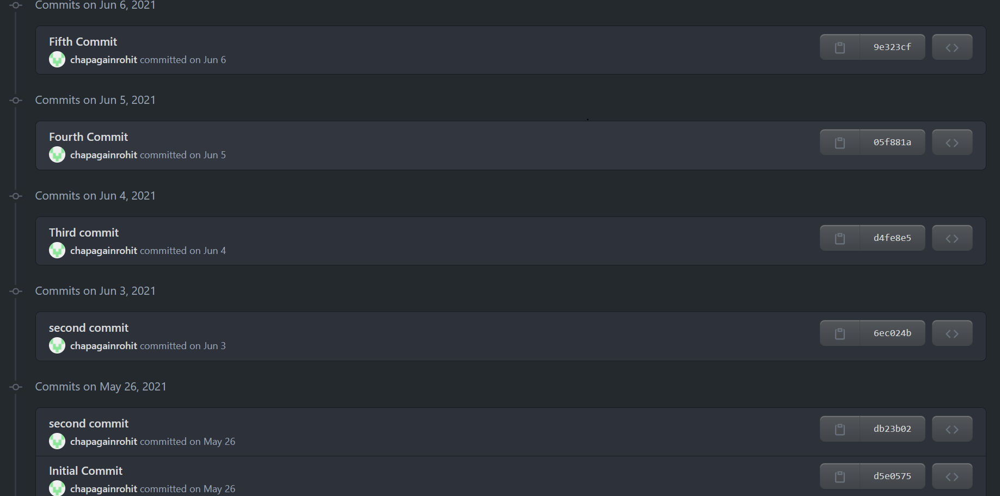 Commits on Jun 6, 2021
Fifth Commit
9e323cf
chapagainrohit committed on Jun 6
Commits on Jun 5, 2021
Fourth Commit
05f881a
chapagainrohit committed on Jun 5
Commits on Jun 4, 2021
Third commit
d4fe8e5
chapagainrohit committed on Jun 4
Commits on Jun 3, 2021
second commit
6ec024b
chapagainrohit committed on Jun 3
Commits on May 26, 2021
second commit
db23b02
chapagainrohit committed on May 26
Initial Commit
d5e0575
chapagainrohit committed on May 26